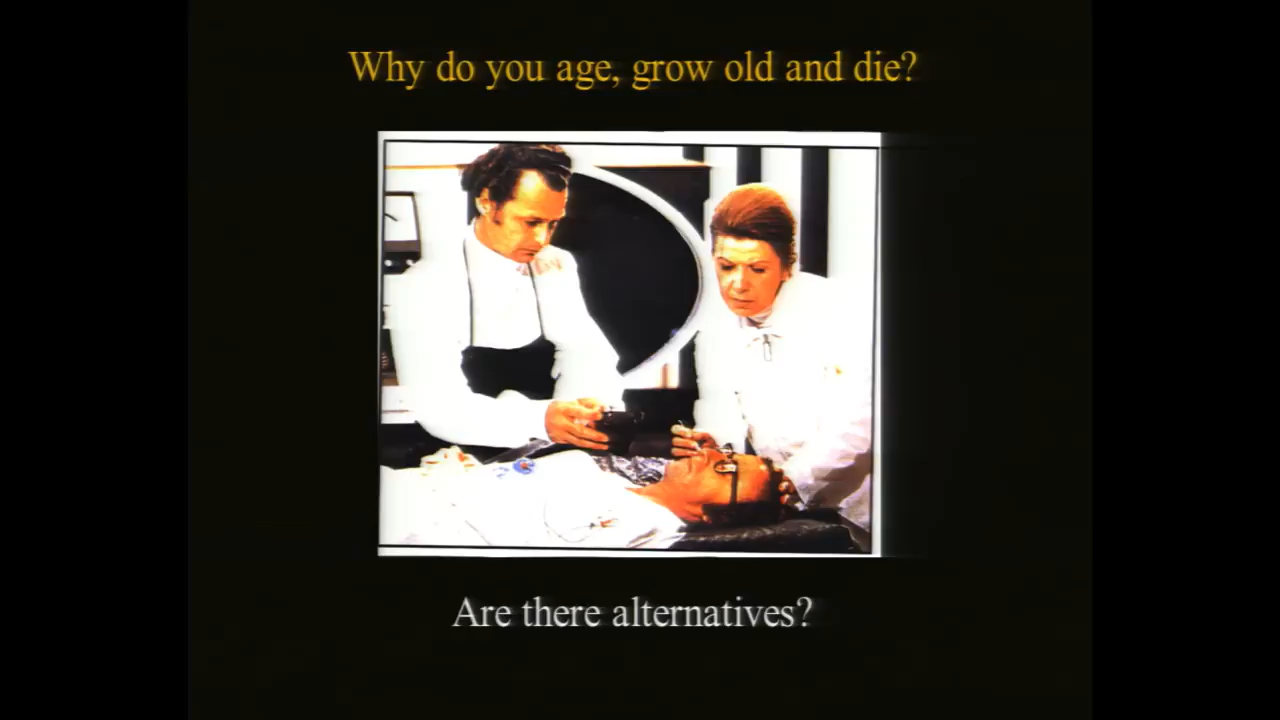 Why do you age, grow old and die?
Are there alternatives?